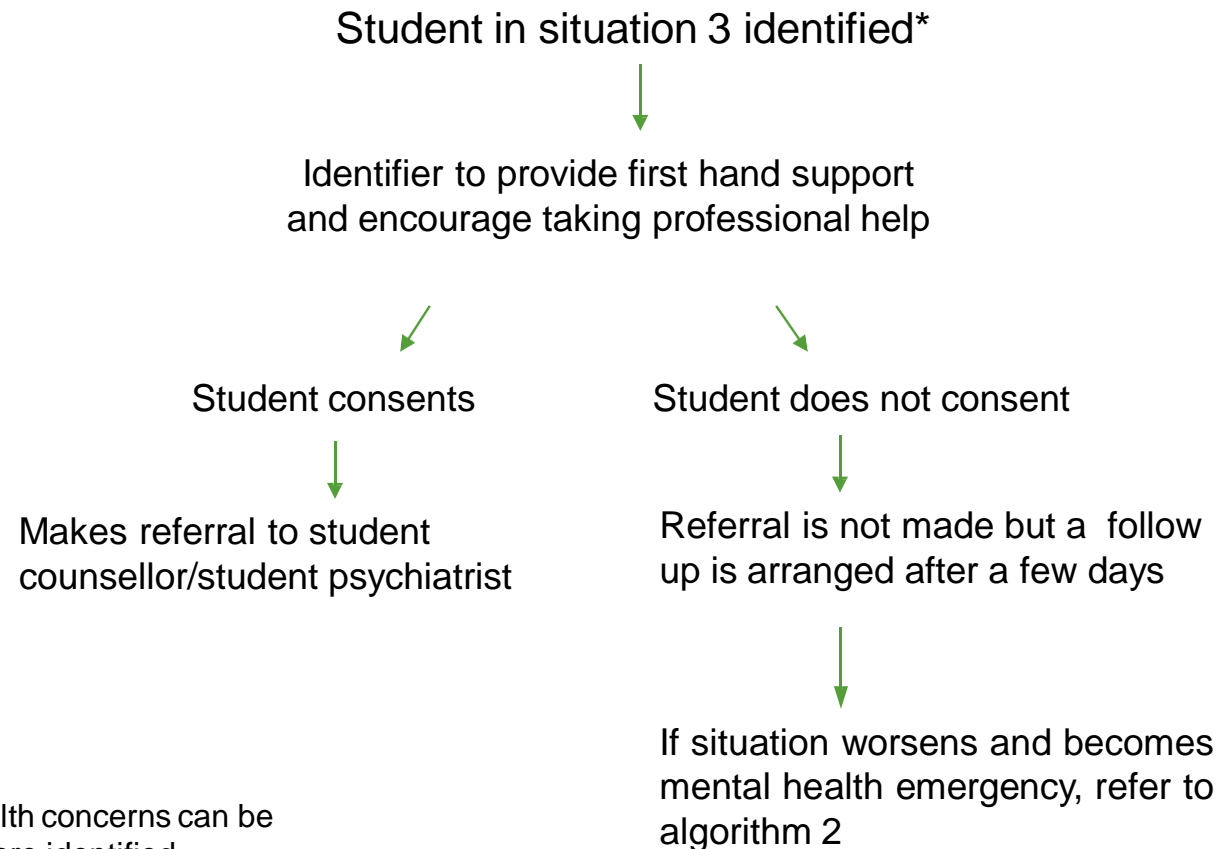 Student in situation 3 identified*
Identifier to provide first hand support
and encourage taking professional help
Student consents
Student does not consent
Makes referral to student
counsellor/student psychiatrist
Referral is not made but a follow
up is arranged after a few days
If situation worsens and becomes
mental health emergency, refer to
algorithm 2
concerns can be
identified